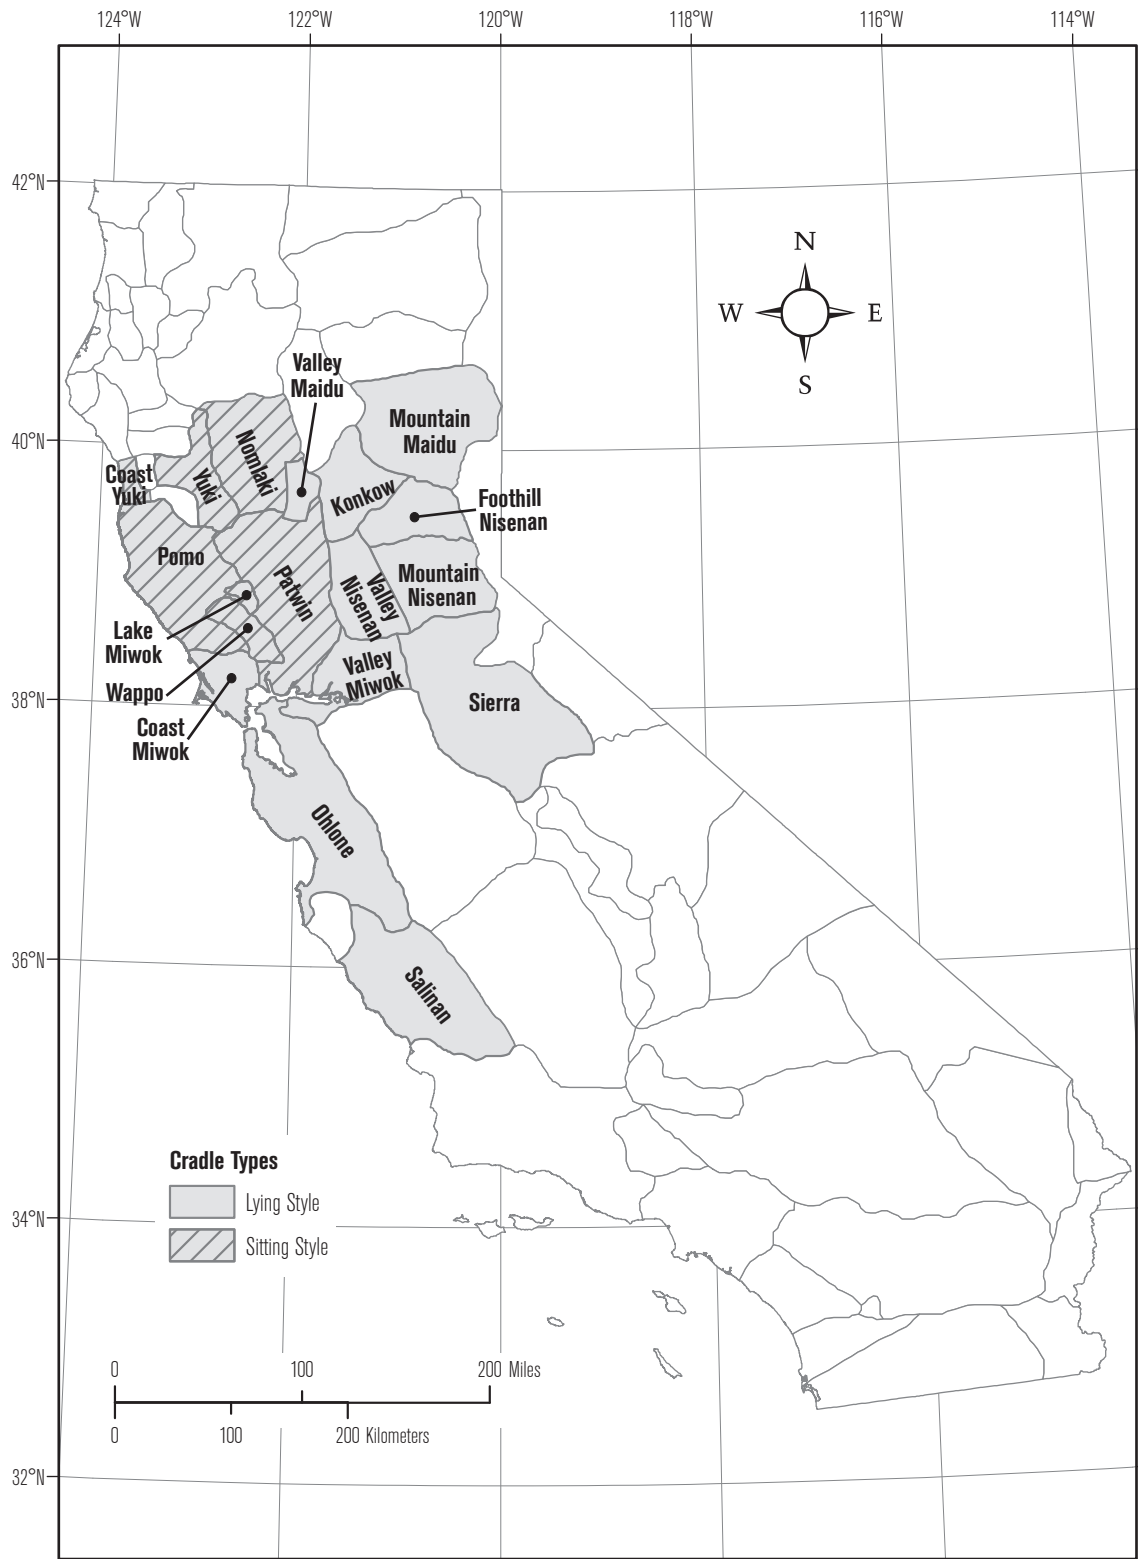 124°W
122°W
120°W
118°W
116°W
114°W
42°N
N
W
E
S
Valley
Maidu
Mountain
Maidu
40°N
Coast
Yuki
Yuki
Nomlaki
Konkow
Foothill
Nisenan
Pomo
Patwin
Valley
Nisenan
Mountain
Nisenan
Lake
Miwok
Valley
Miwok
Wappo
38°N
Sierra
Coast
Miwok
Ohlone
36°N
Salinan
Cradle Types
Lying Style
34°N
Sitting Style
0
100
200 Miles
0
100
200 Kilometers
32°N